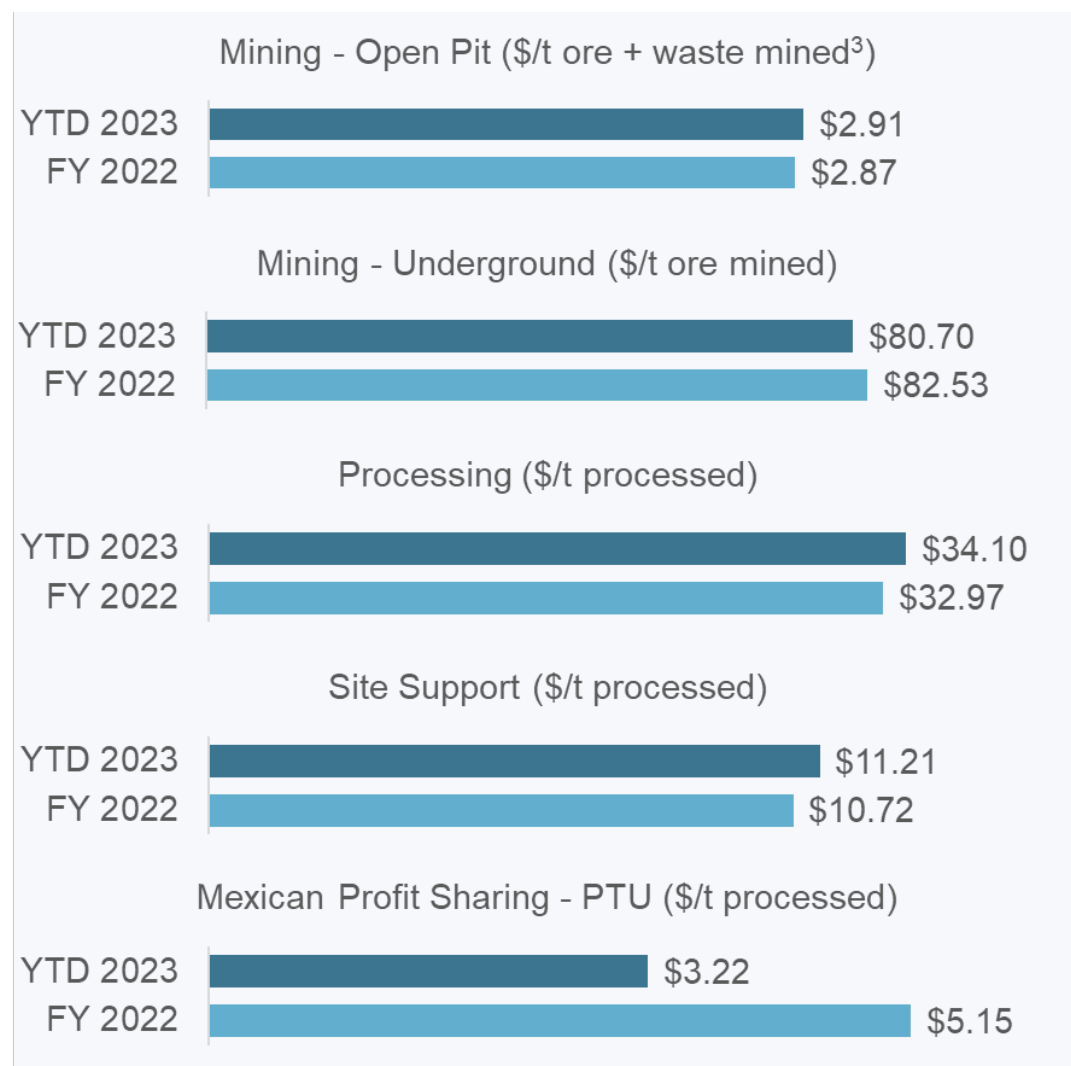 Mining - Open Pit ($/t ore + waste mined³)
YTD 2023 $2.91
FY 2022 $2.87
Mining - Underground ($/t ore mined)
YTD 2023 $80.70
FY 2022 $82.53
Processing ($/t processed)
YTD 2023 $34.10
FY 2022 $32.97
Site Support ($/t processed)
YTD 2023 $11.21
FY 2022 $10.72
Mexican Profit Sharing - PTU ($/t processed)
YTD 2023 $3.22
FY 2022 $5.15